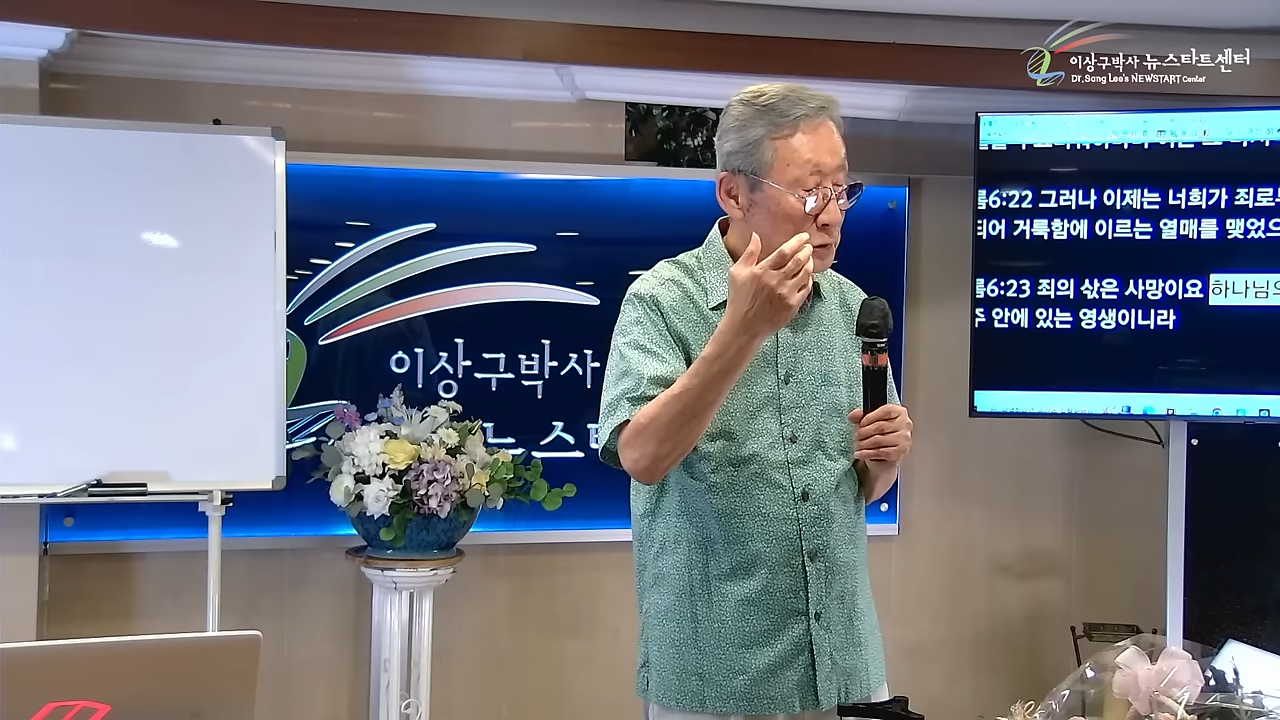 이상구박사 뉴스타트센터
Dr. Sang Lee's NEWSTART Center
6:22 그러나 이제는 너희가 죄로
되어 거룩함에 이르는 열매를 맺었으
6:23 죄의 삯은 사망이요 하나님의
주 안에 있는 영생이니라
이상구박사
뉴스